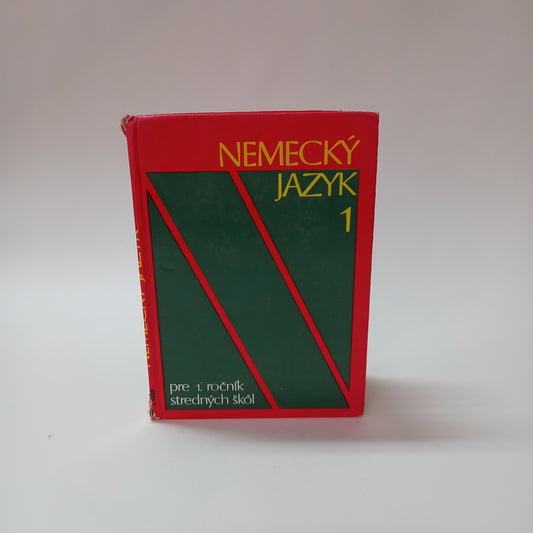 NEMECKÝ
JAZYK
1
pre 1. ročník
stredných škôl
NEMECKÝ JAZYK